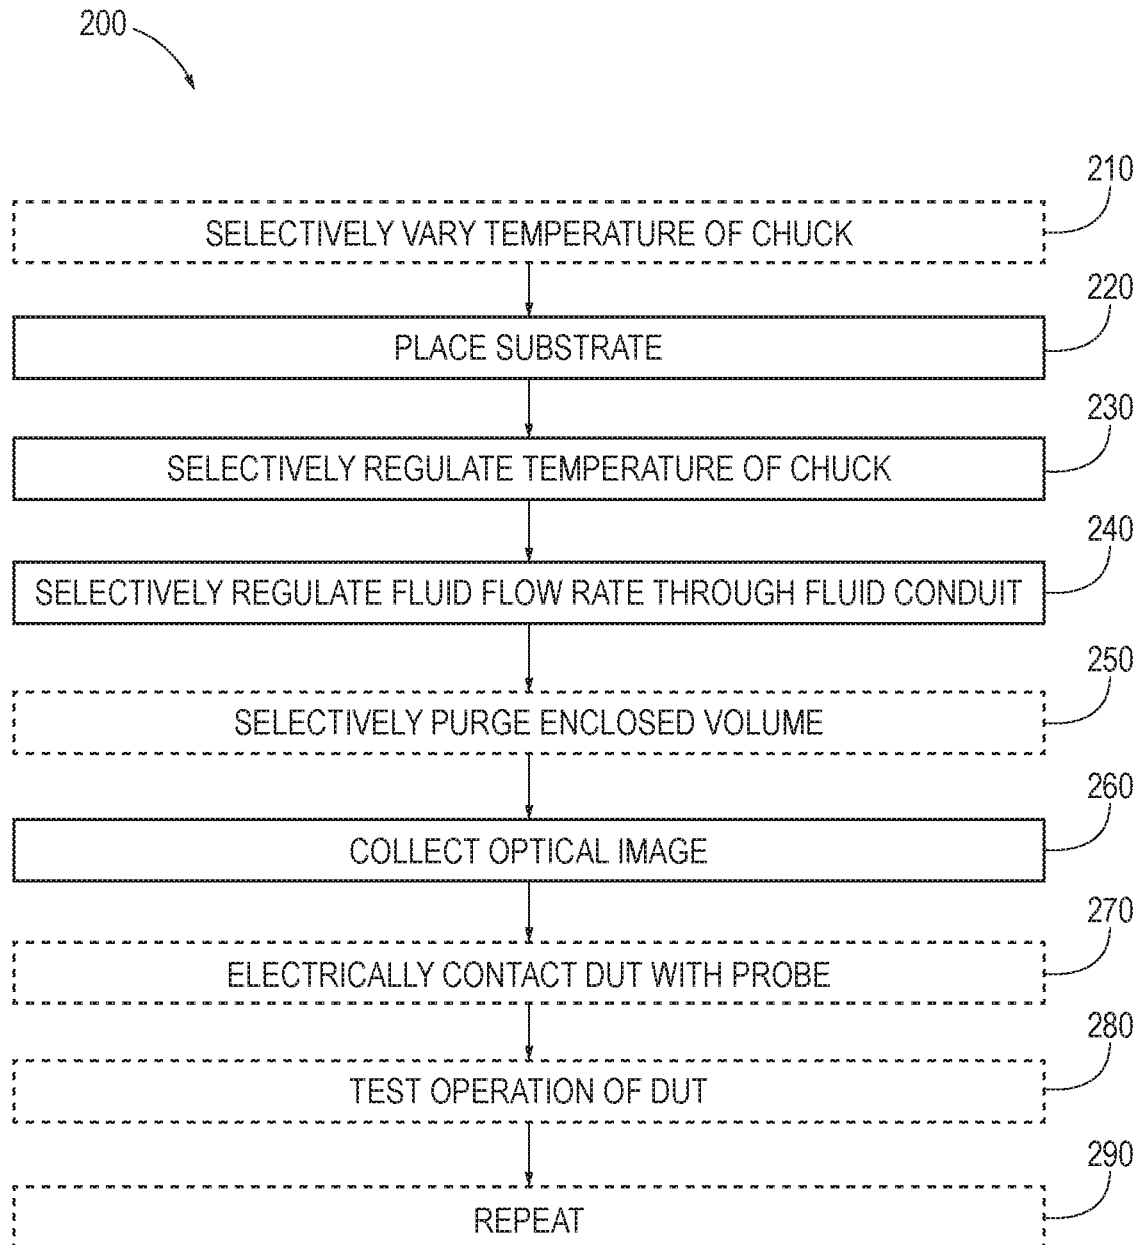 200
210
SELECTIVELY VARY TEMPERATURE OF CHUCK
220
PLACE SUBSTRATE
230
SELECTIVELY REGULATE TEMPERATURE OF CHUCK
240
SELECTIVELY REGULATE FLUID FLOW RATE THROUGH FLUID CONDUIT
250
SELECTIVELY PURGE ENCLOSED VOLUME
260
COLLECT OPTICAL IMAGE
270
ELECTRICALLY CONTACT DUT WITH PROBE
280
TEST OPERATION OF DUT
290
REPEAT